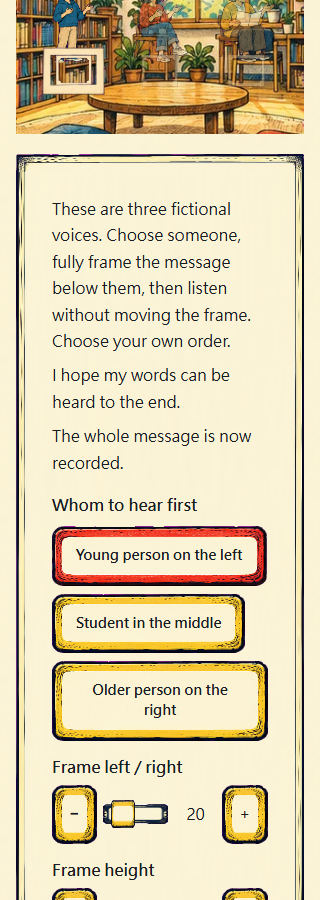 These are three fictional
voices. Choose someone,
fully frame the message
below them, then listen
without moving the frame.
Choose your own order.
I hope my words can be
heard to the end.
The whole message is now
recorded.
Whom to hear first
Young person on the left
Student in the middle
Older person on the
right
Frame left / right
− 20 +
Frame height